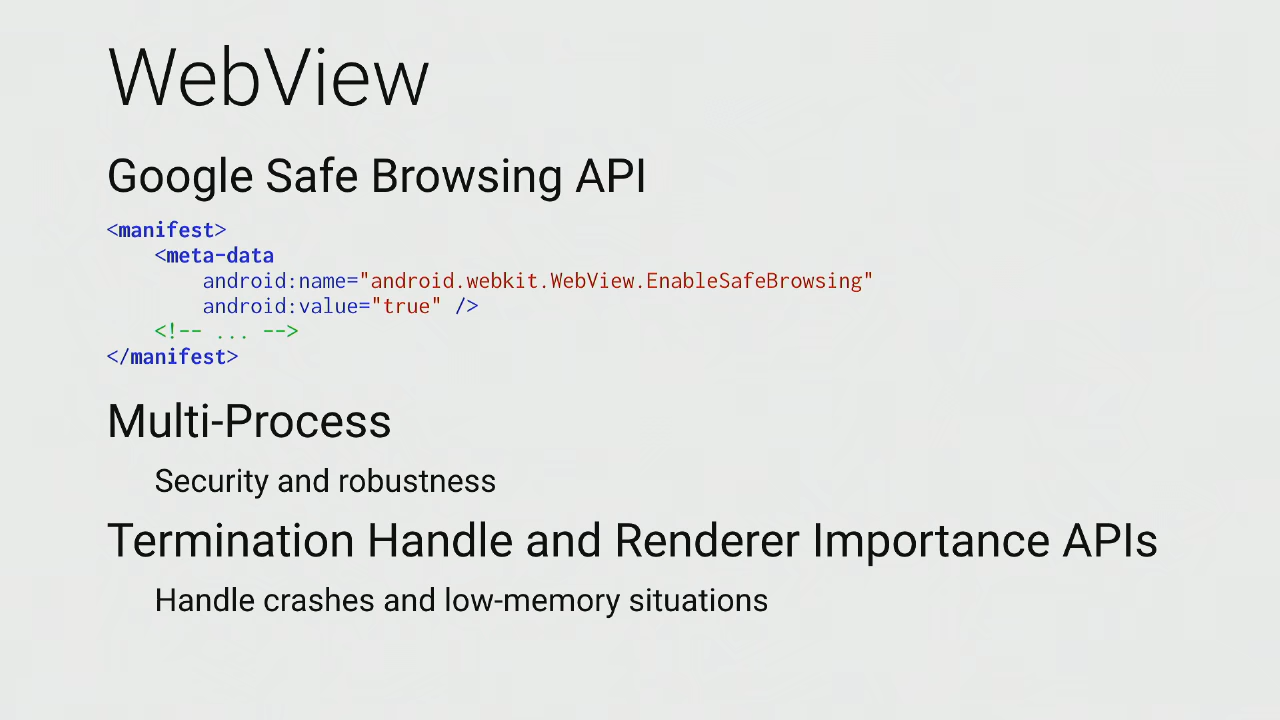 WebView
Google Safe Browsing API
<manifest>
    <meta-data
        android:name="android.webkit.WebView.EnableSafeBrowsing"
        android:value="true" />
    <!-- ... -->
</manifest>
Multi-Process
Security and robustness
Termination Handle and Renderer Importance APIs
Handle crashes and low-memory situations